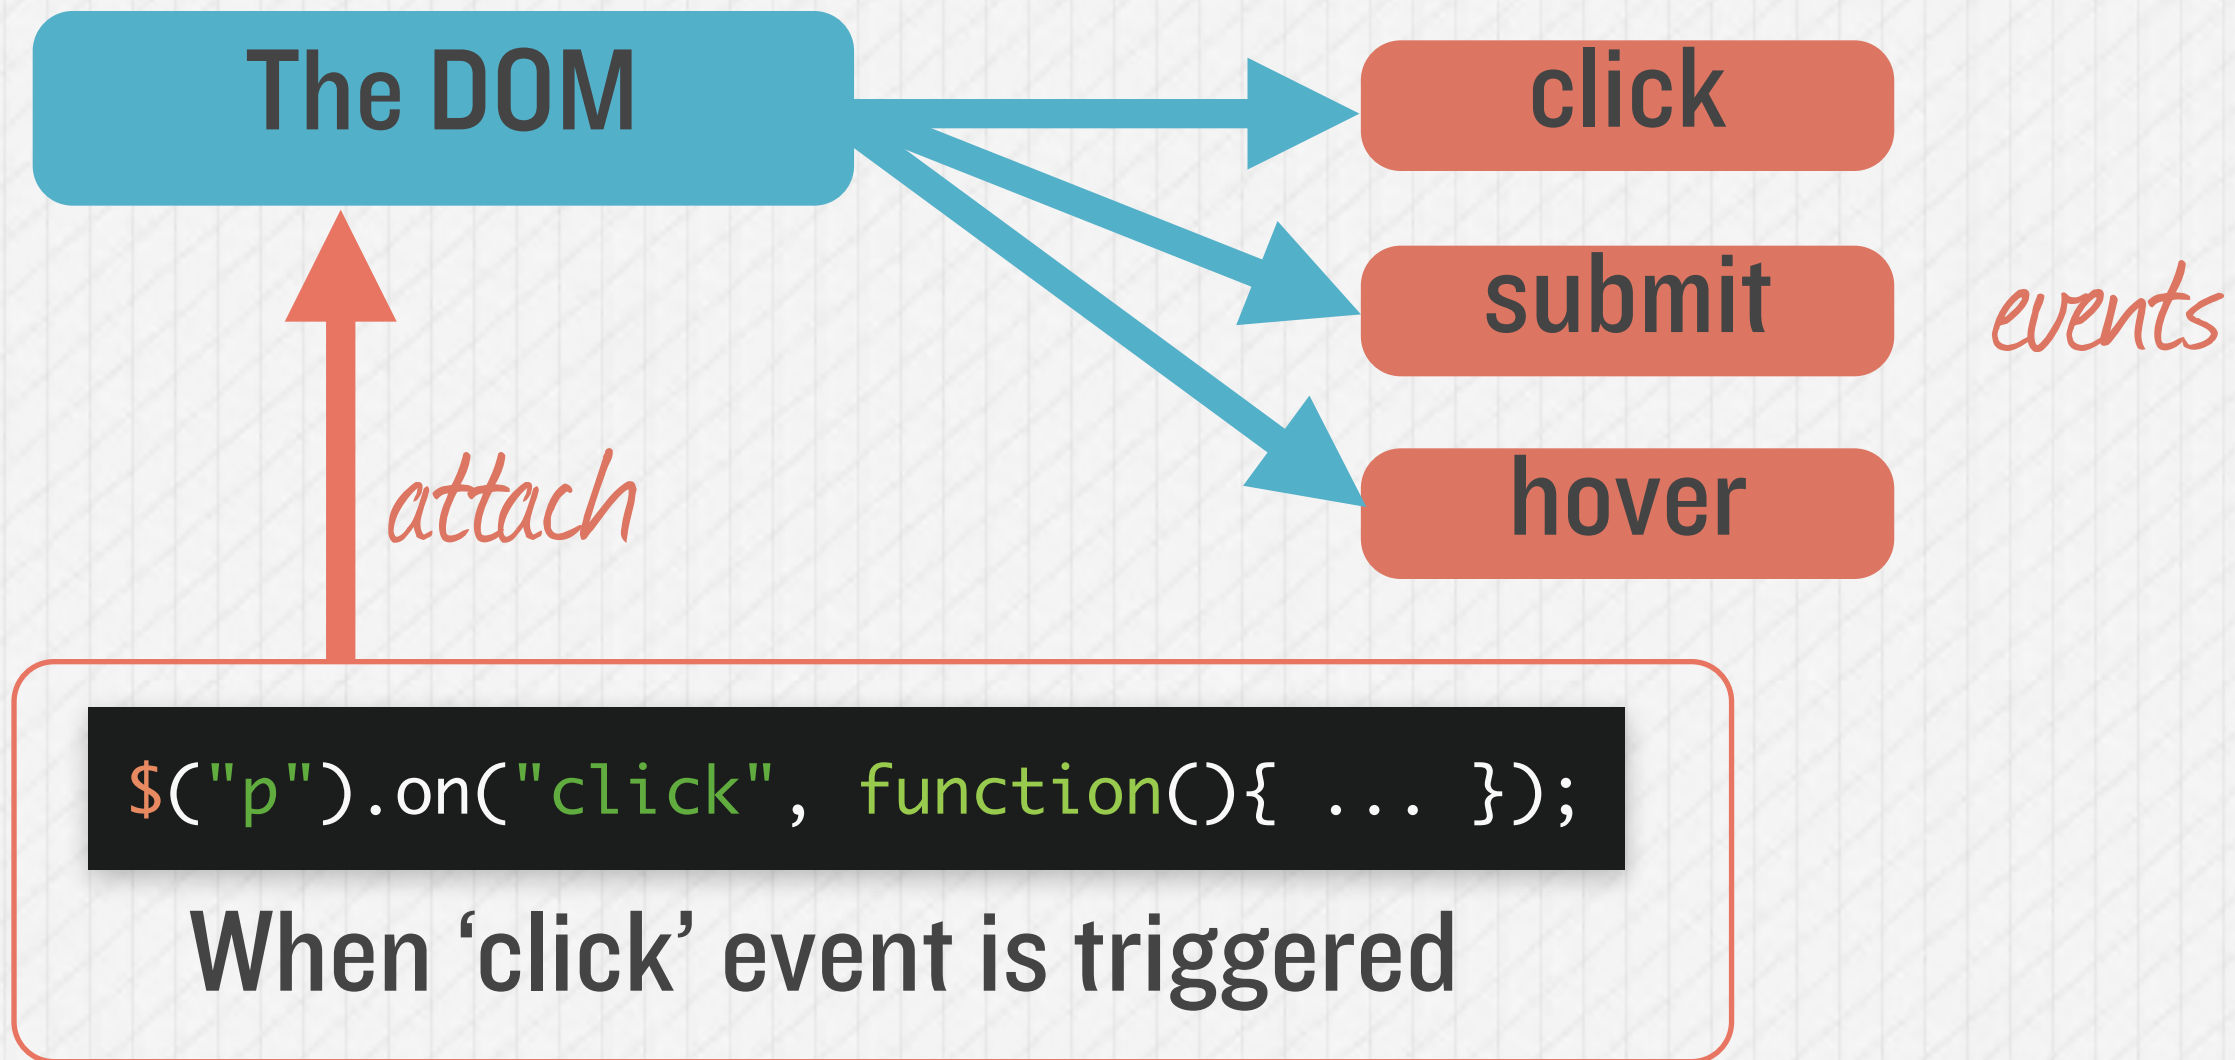 The DOM
click
submit
events
hover
attach
$("p").on("click", function(){ ... });
When ‘click’ event is triggered